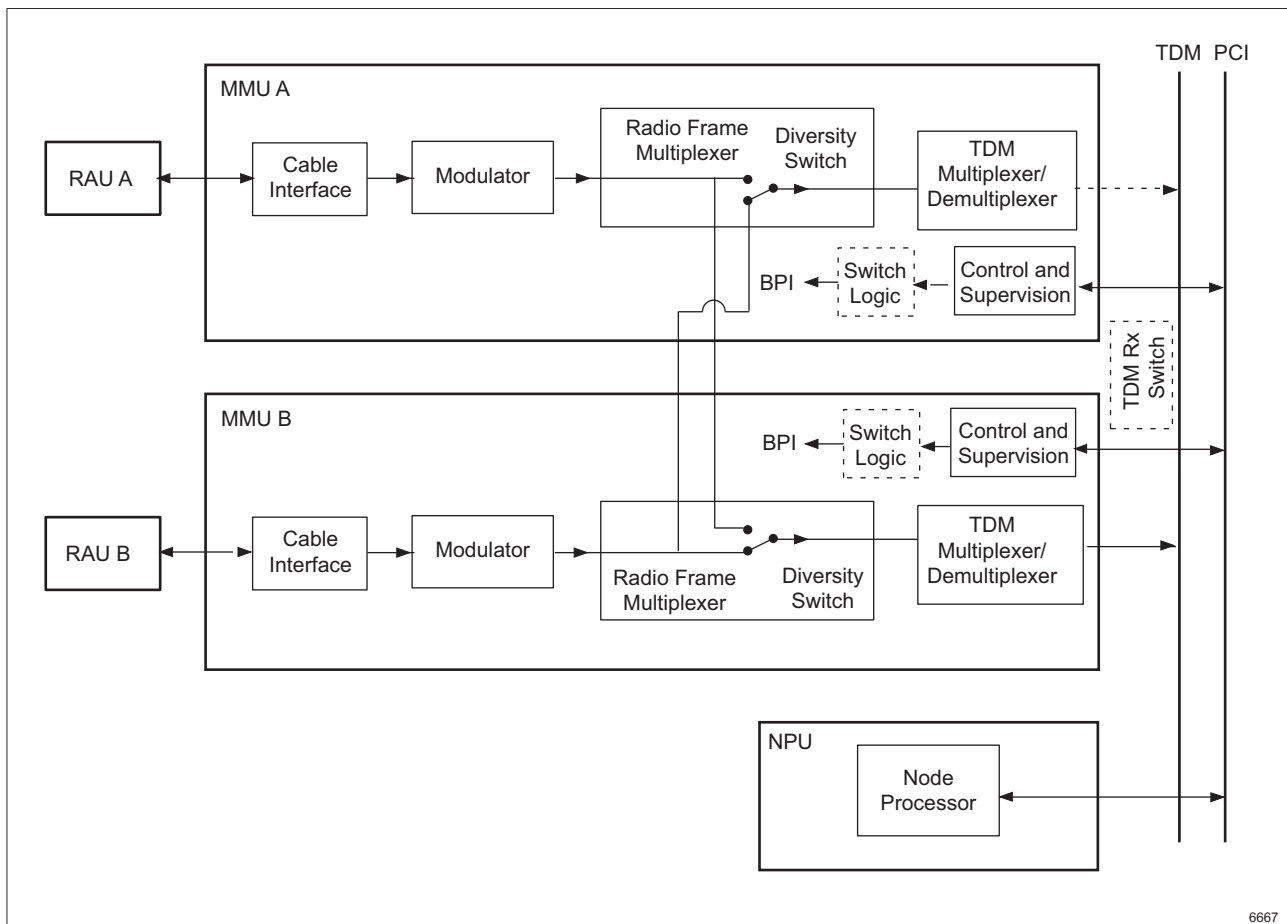 TDM PCI
MMU A
RAU A
Cable
Interface
Modulator
Radio Frame
Multiplexer
Diversity
Switch
TDM
Multiplexer/
Demultiplexer
BPI
Switch
Logic
Control and
Supervision
TDM Rx
Switch
MMU B
BPI
Switch
Logic
Control and
Supervision
RAU B
Cable
Interface
Modulator
Radio Frame
Multiplexer
Diversity
Switch
TDM
Multiplexer/
Demultiplexer
NPU
Node
Processor
6667